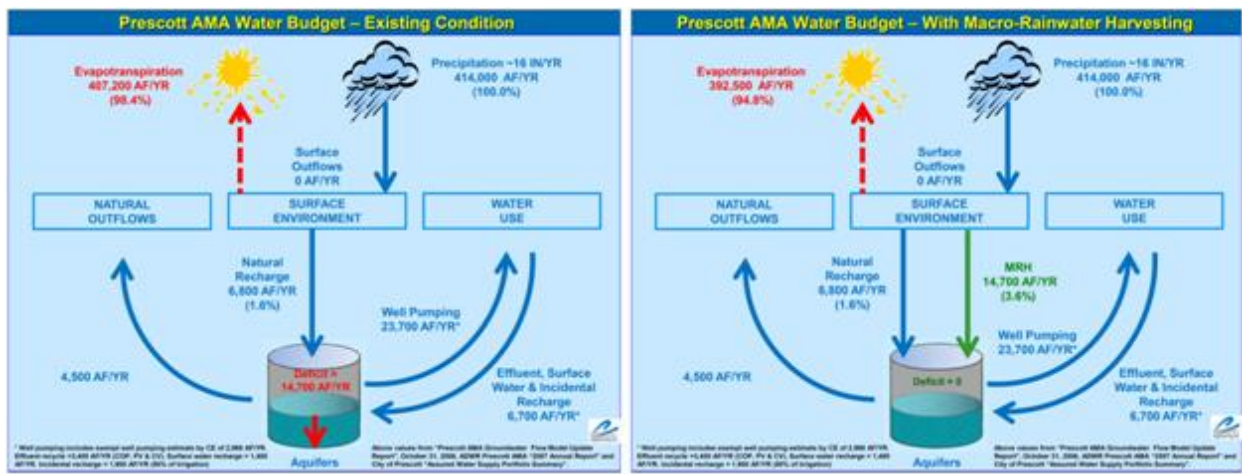 Prescott AMA Water Budget – Existing Condition
Evapotranspiration
407,200 AF/YR
(98.4%)
Precipitation ~16 IN/YR
414,000 AF/YR
(100.0%)
Surface
Outflows
0 AF/YR
NATURAL
OUTFLOWS
SURFACE
ENVIRONMENT
WATER
USE
Natural
Recharge
6,800 AF/YR
(1.6%)
Well Pumping
23,700 AF/YR*
4,500 AF/YR
Deficit =
14,700 AF/YR
Effluent, Surface
Water & Incidental
Recharge
6,700 AF/YR*
Aquifers
Prescott AMA Water Budget – With Macro-Rainwater Harvesting
Evapotranspiration
392,500 AF/YR
(94.8%)
Precipitation ~16 IN/YR
414,000 AF/YR
(100.0%)
Surface
Outflows
0 AF/YR
NATURAL
OUTFLOWS
SURFACE
ENVIRONMENT
WATER
USE
Natural
Recharge
6,800 AF/YR
(1.6%)
MRH
14,700 AF/YR
(3.6%)
Well Pumping
23,700 AF/YR*
4,500 AF/YR
Deficit = 0
Effluent, Surface
Water & Incidental
Recharge
6,700 AF/YR*
Aquifers